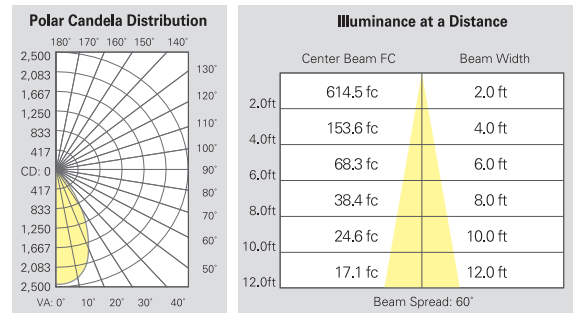 Polar Candela Distribution
180° 170° 160° 150° 140°
2,500
2,083
1,667
1,250
833
417
CD: 0
417
833
1,250
1,667
2,083
2,500
130°
120°
110°
100°
90°
80°
70°
60°
50°
VA: 0° 10° 20° 30° 40°
Illuminance at a Distance
Center Beam FC Beam Width
2.0ft 614.5 fc 2.0 ft
4.0ft 153.6 fc 4.0 ft
6.0ft 68.3 fc 6.0 ft
8.0ft 38.4 fc 8.0 ft
10.0ft 24.6 fc 10.0 ft
12.0ft 17.1 fc 12.0 ft
Beam Spread: 60°